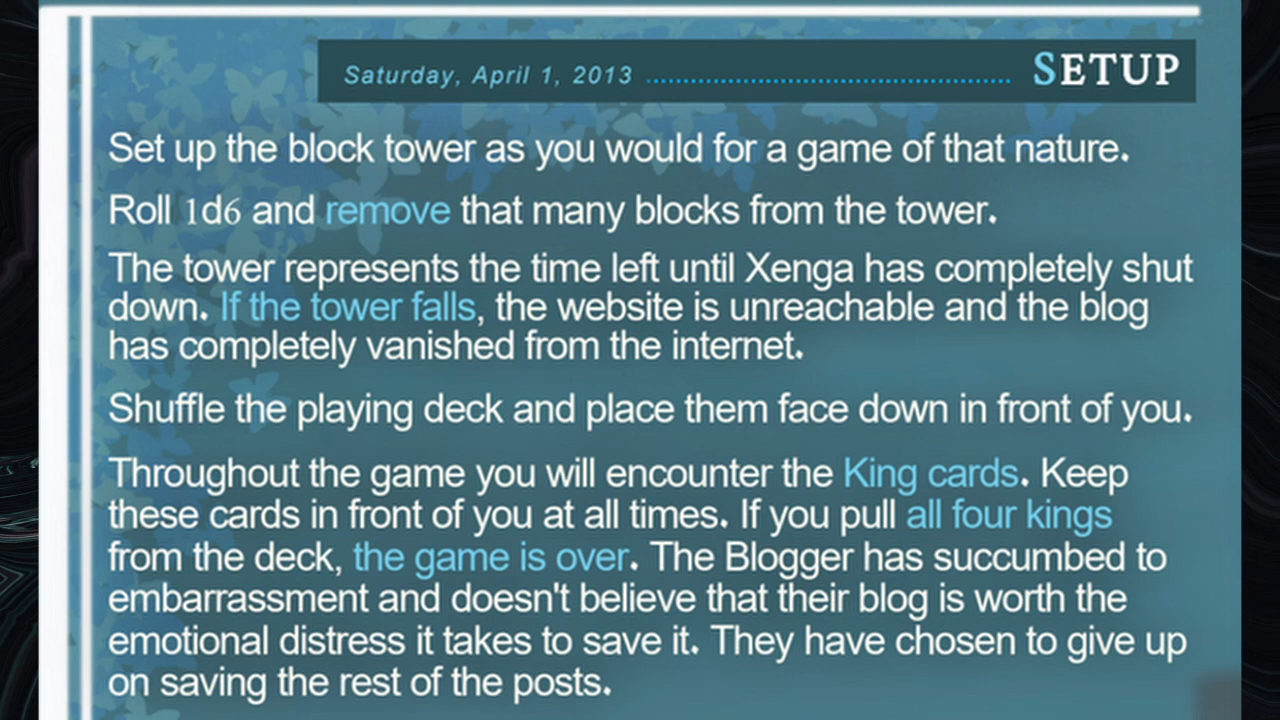 Saturday, April 1, 2013 SETUP
Set up the block tower as you would for a game of that nature.
Roll 1d6 and remove that many blocks from the tower.
The tower represents the time left until Xenga has completely shut
down. If the tower falls, the website is unreachable and the blog
has completely vanished from the internet.
Shuffle the playing deck and place them face down in front of you.
Throughout the game you will encounter the King cards. Keep
these cards in front of you at all times. If you pull all four kings
from the deck, the game is over. The Blogger has succumbed to
embarrassment and doesn't believe that their blog is worth the
emotional distress it takes to save it. They have chosen to give up
on saving the rest of the posts.